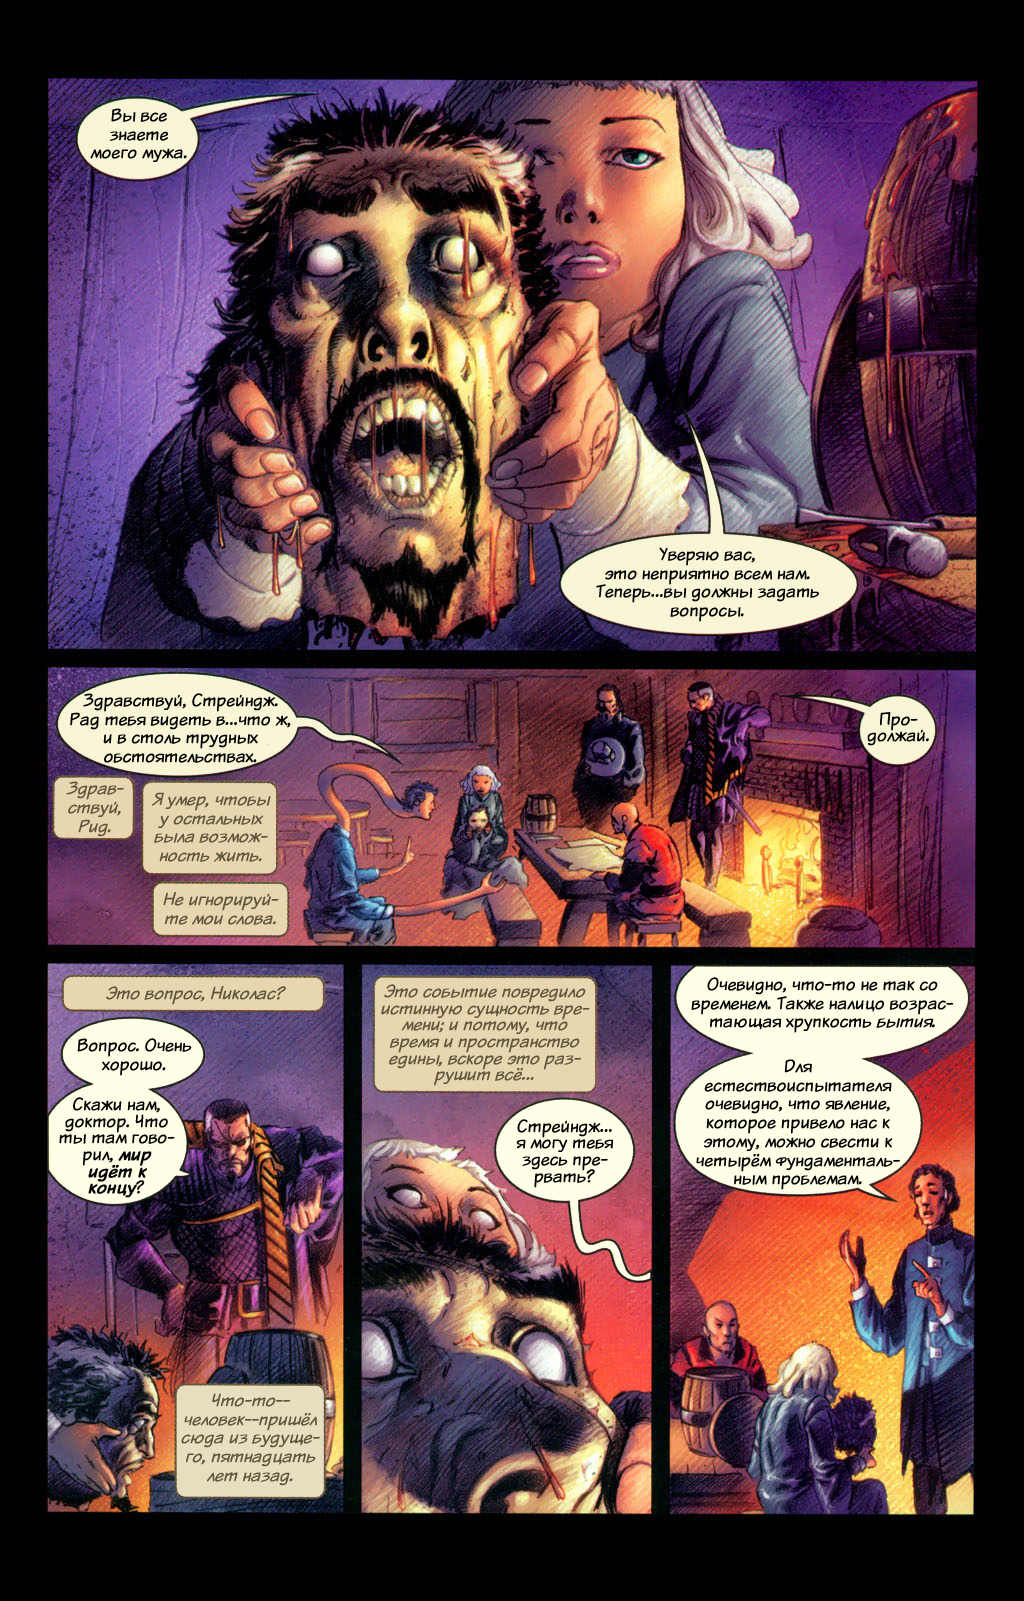 Вы все
знаете
моего мужа.
Уверяю вас,
это неприятно всем нам.
Теперь...вы должны задать
вопросы.
Здравствуй, Стрейндж.
Рад тебя видеть в...что ж,
и в столь трудных
обстоятельствах.
Про-
должай.
Здрав-
ствуй,
Рид.
Я умер, чтобы
у остальных
была возмож-
ность жить.
Не игнорируй-
те мои слова.
Это вопрос, Николас?
Вопрос. Очень
хорошо.
Скажи нам,
доктор. Что
ты там гово-
рил, мир
идёт к
концу?
Что-то--
человек--пришёл
сюда из будуще-
го, пятнадцать
лет назад.
Это событие повредило
истинную сущность вре-
мени; и потому, что
время и пространство
едины, вскоре это раз-
рушит всё...
Стрейндж...
я могу тебя
здесь пре-
рвать?
Очевидно, что-то не так со
временем. Также налицо возрас-
тающая хрупкость бытия.
Для
естествоиспытателя
очевидно, что явление,
которое привело нас к
этому, можно свести к
четырём фундаменталь-
ным проблемам.